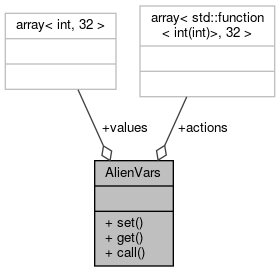 array< int, 32 >
array< std::function
< int(int)>, 32 >
+values
+actions
AlienVars
+ set()
+ get()
+ call()